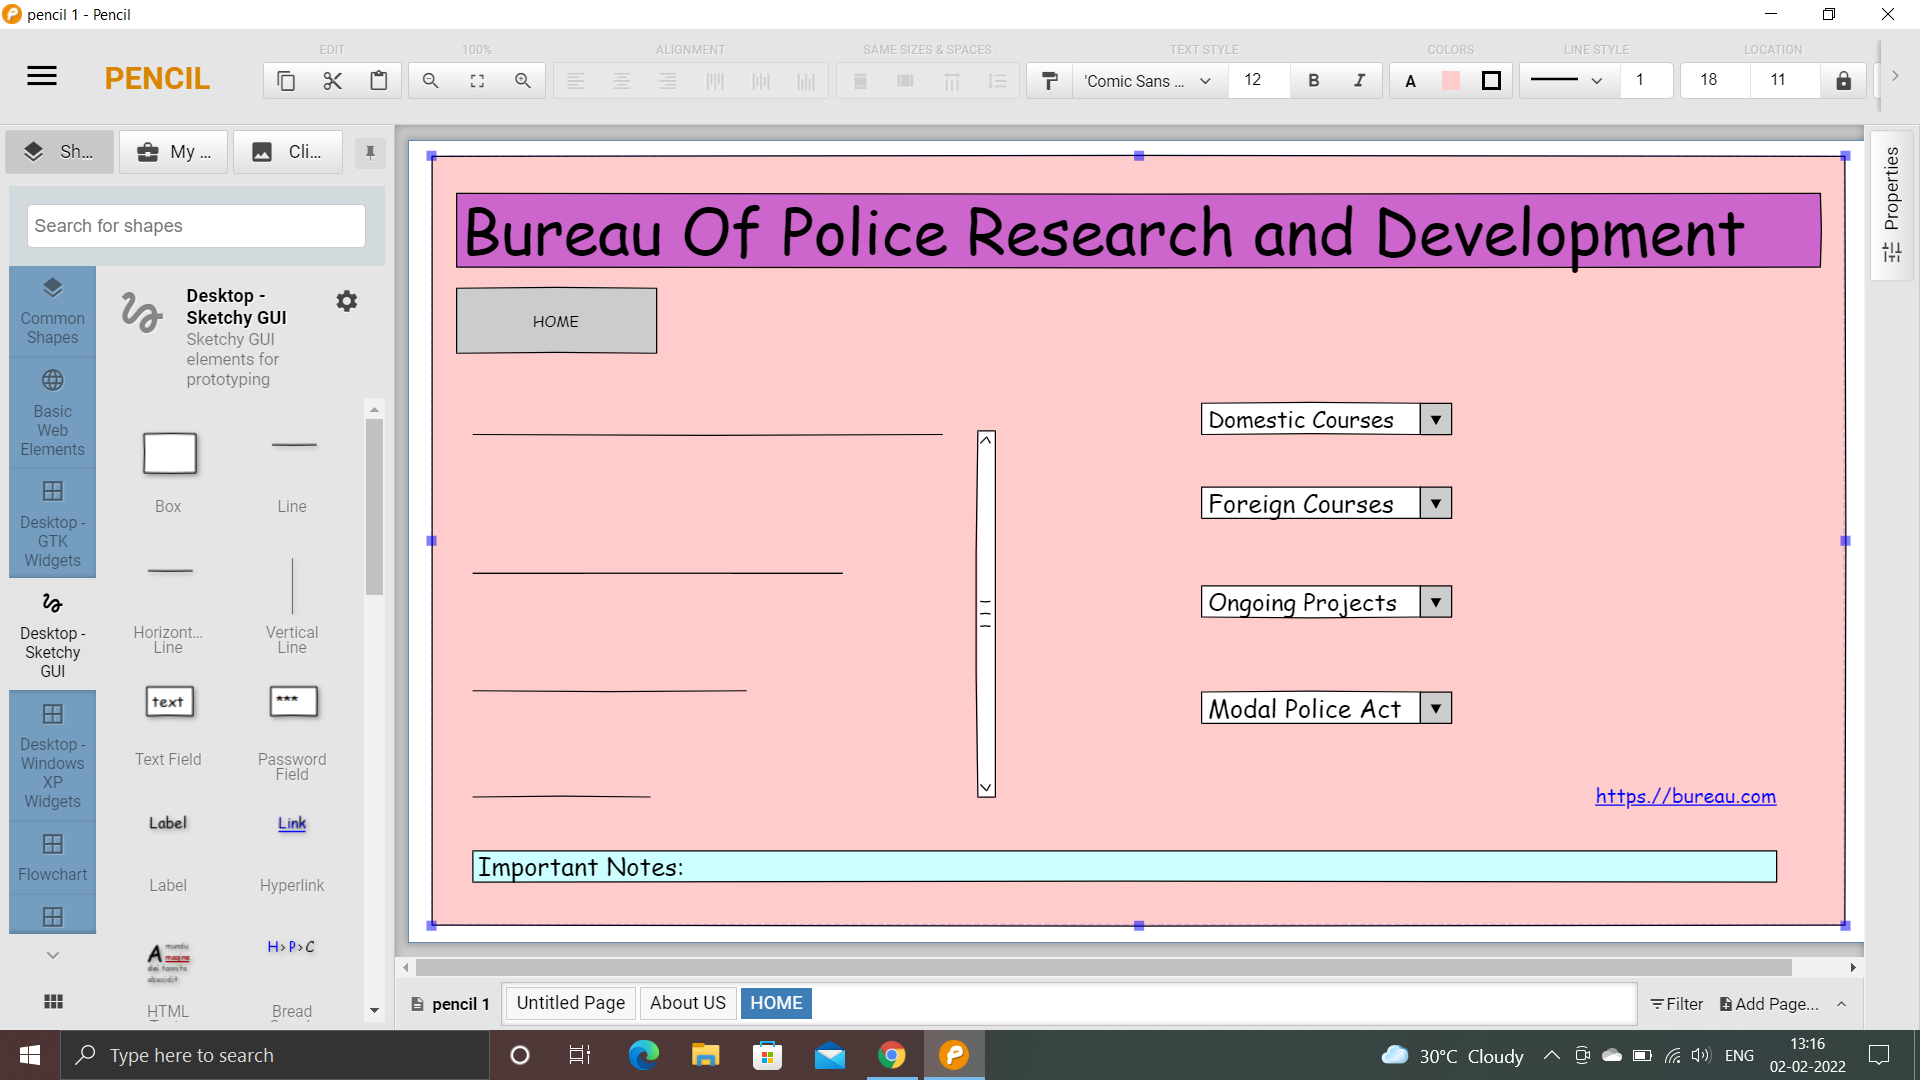 pencil 1 - Pencil
EDIT
100%
ALIGNMENT
SAME SIZES & SPACES
TEXT STYLE
COLORS
LINE STYLE
LOCATION
PENCIL
'Comic Sans ...
12
B
I
A
1
18
11
Sh...
My ...
Cli...
Properties
Search for shapes
Common
Shapes
Basic
Web
Elements
Desktop -
GTK
Widgets
Desktop -
Sketchy
GUI
Desktop -
Windows
XP
Widgets
Flowchart
Desktop -
Sketchy GUI
Sketchy GUI
elements for
prototyping
Box
Line
Horizont...
Line
Vertical
Line
text
***
Text Field
Password
Field
Label
Link
Label
Hyperlink
A
H>P>C
HTML
Bread
Bureau Of Police Research and Development
HOME
Domestic Courses
Foreign Courses
Ongoing Projects
Modal Police Act
https://bureau.com
Important Notes:
pencil 1
Untitled Page
About US
HOME
Filter
Add Page...
Type here to search
30°C Cloudy
ENG
13:16
02-02-2022